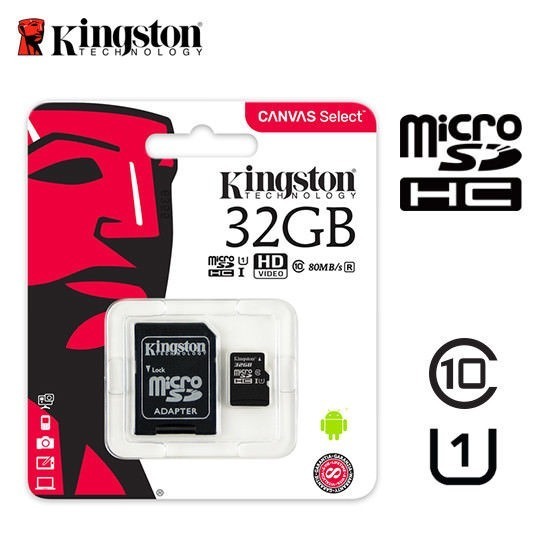 Kingston
TECHNOLOGY
CANVAS Select™
Kingston
TECHNOLOGY
32GB
micro SD HC I U1 HD VIDEO 10 80MB/s R
Kingston
TECHNOLOGY
Lock
micro SD
ADAPTER
Kingston
32GB
micro SD 10
HC I U1
micro
SD
HC
10
1
®